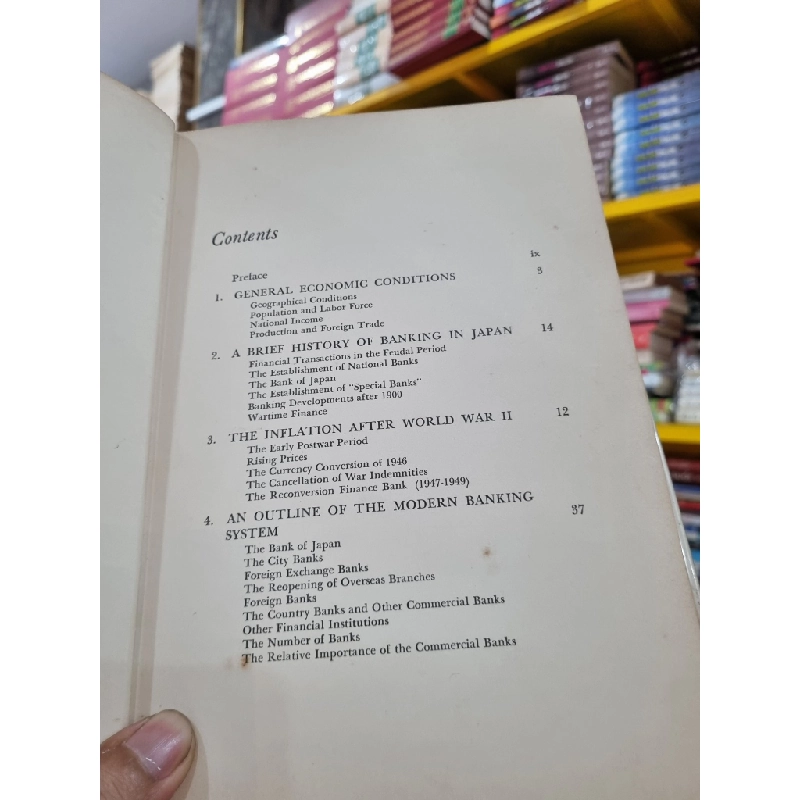 Contents
Preface ix
1. GENERAL ECONOMIC CONDITIONS 3
Geographical Conditions
Population and Labor Force
National Income
Production and Foreign Trade
2. A BRIEF HISTORY OF BANKING IN JAPAN 14
Financial Transactions in the Feudal Period
The Establishment of National Banks
The Bank of Japan
The Establishment of "Special Banks"
Banking Developments after 1900
Wartime Finance
3. THE INFLATION AFTER WORLD WAR II 12
The Early Postwar Period
Rising Prices
The Currency Conversion of 1946
The Cancellation of War Indemnities
The Reconversion Finance Bank (1947-1949)
4. AN OUTLINE OF THE MODERN BANKING 37
SYSTEM
The Bank of Japan
The City Banks
Foreign Exchange Banks
The Reopening of Overseas Branches
Foreign Banks
The Country Banks and Other Commercial Banks
Other Financial Institutions
The Number of Banks
The Relative Importance of the Commercial Banks